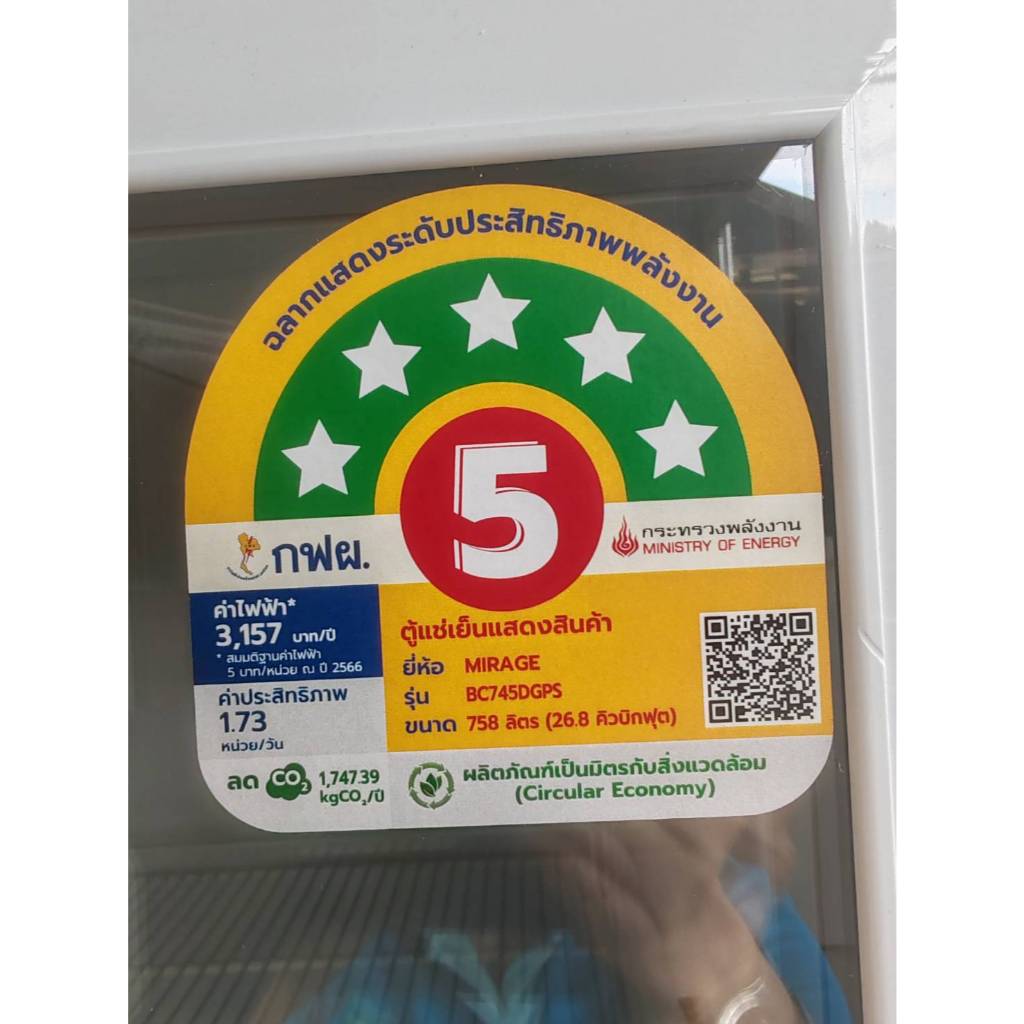 ฉลากแสดงระดับประสิทธิภาพพลังงาน
5
กฟผ.
กระทรวงพลังงาน
MINISTRY OF ENERGY
ค่าไฟฟ้า*
3,157 บาท/ปี
* สมมติฐานค่าไฟฟ้า
5 บาท/หน่วย ณ ปี 2566
ค่าประสิทธิภาพ
1.73
หน่วย/วัน
ตู้แช่เย็นแสดงสินค้า
ยี่ห้อ MIRAGE
รุ่น BC745DGPS
ขนาด 758 ลิตร (26.8 คิวบิกฟุต)
ลด CO2 1,747.39
kgCO2/ปี
ผลิตภัณฑ์เป็นมิตรกับสิ่งแวดล้อม
(Circular Economy)